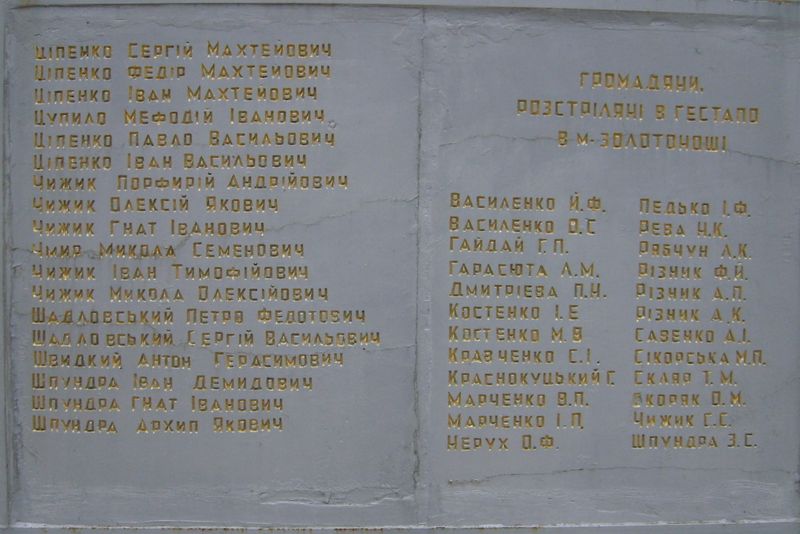 Ціпенко Сергій Махтейович
Ціпенко Федір Махтейович
Ціпенко Іван Махтейович
Цупило Мефодій Іванович
Ціпенко Павло Васильович
Ціпенко Іван Васильович
Чижик Порфирій Андрійович
Чижик Олексій Якович
Чижик Гнат Іванович
Чмир Микола Семенович
Чижик Іван Тимофійович
Чижик Микола Олексійович
Шадловський Петро Федотович
Шадловський Сергій Васильович
Швидкий Антон Герасимович
Шпундра Іван Демидович
Шпундра Гнат Іванович
Шпундра Архип Якович
Громадячи,
розстрілячі в гестапо
в м-Золотоноші
Василенко Й.Ф.
Василенко О.С
Гайдай Г.П.
Гарасюта Л.М.
Дмитрієва П.Н.
Костенко І.Е
Костенко М.В
Кравченко С.І.
Краснокуцький Г.
Марченко В.П.
Марченко І.П.
Нерух О.Ф.
Педько І.Ф.
Рева Ч.К.
Рябчун Л.К.
Різник Ф.Й.
Різник А.П.
Різник А.К.
Савенко А.І.
Сікорська М.П.
Скляр Т.М.
Скоряк О.М.
Чижик Г.С.
Шпундра З.С.